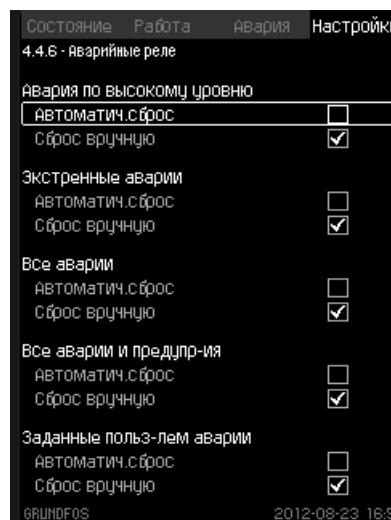 Состояние Работа Авария Настройки
4.4.6 - Аварийные реле
Авария по высокому уровню
Автоматич.сброс
Сброс вручную
Экстренные аварии
Автоматич.сброс
Сброс вручную
Все аварии
Автоматич.сброс
Сброс вручную
Все аварии и предупр-ия
Автоматич.сброс
Сброс вручную
Заданные польз-лем аварии
Автоматич.сброс
Сброс вручную
GRUNDFOS 2012-08-23